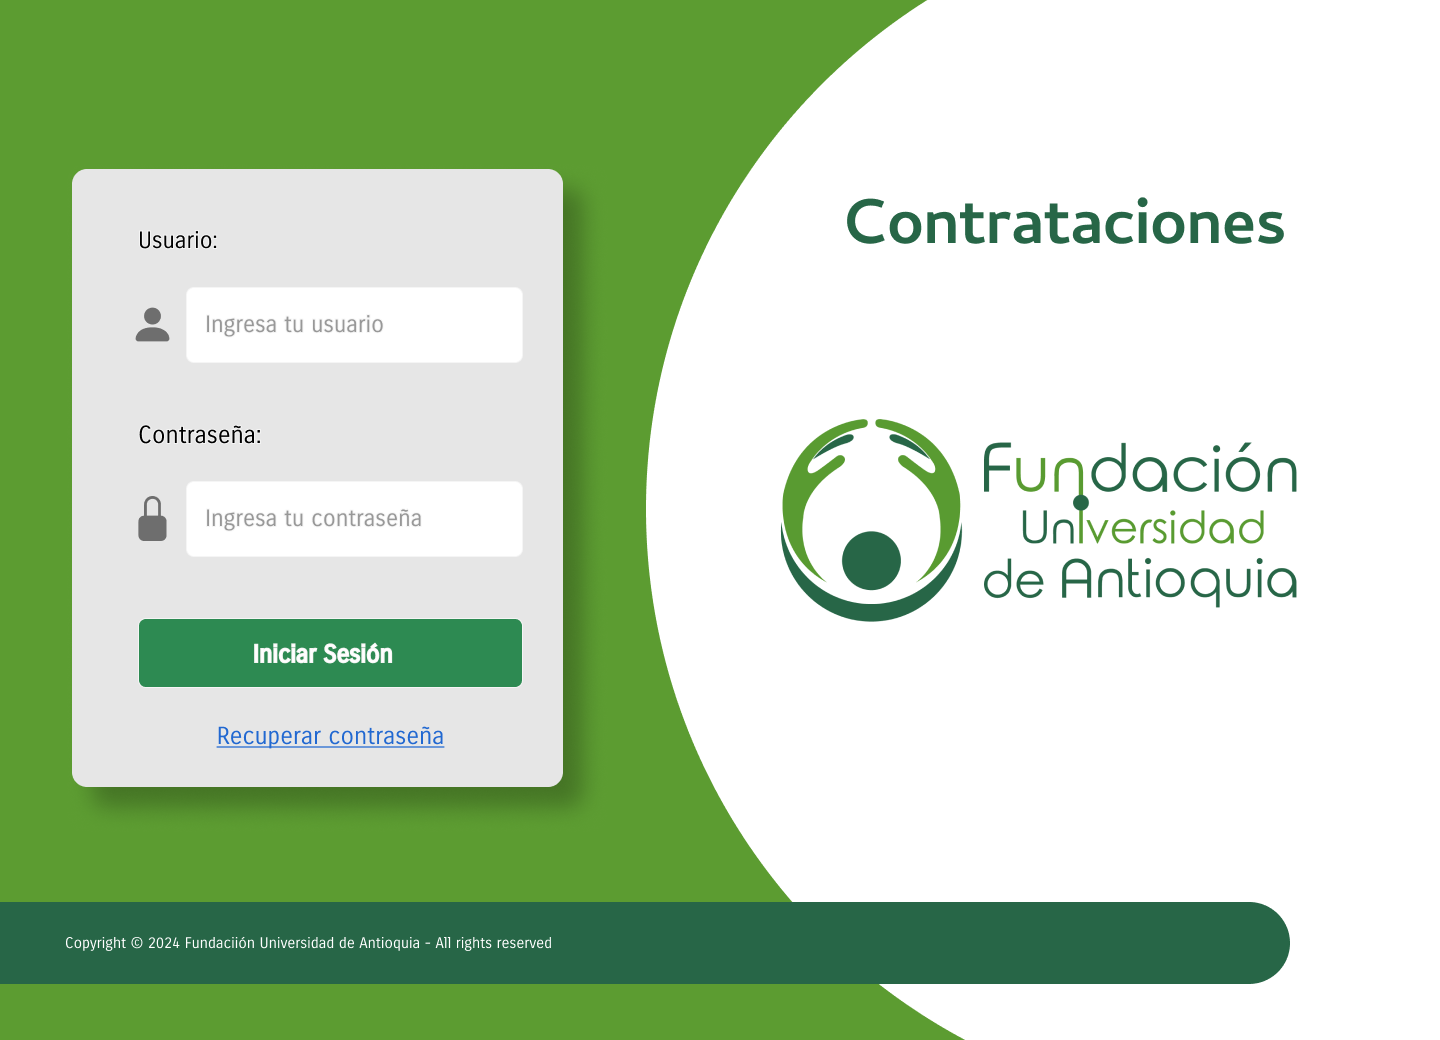 Contrataciones
Usuario:
Ingresa tu usuario
Contraseña:
Ingresa tu contraseña
Iniciar Sesión
Recuperar contraseña
Fundación
Universidad
de Antioquia
Copyright © 2024 Fundaciión Universidad de Antioquia - All rights reserved